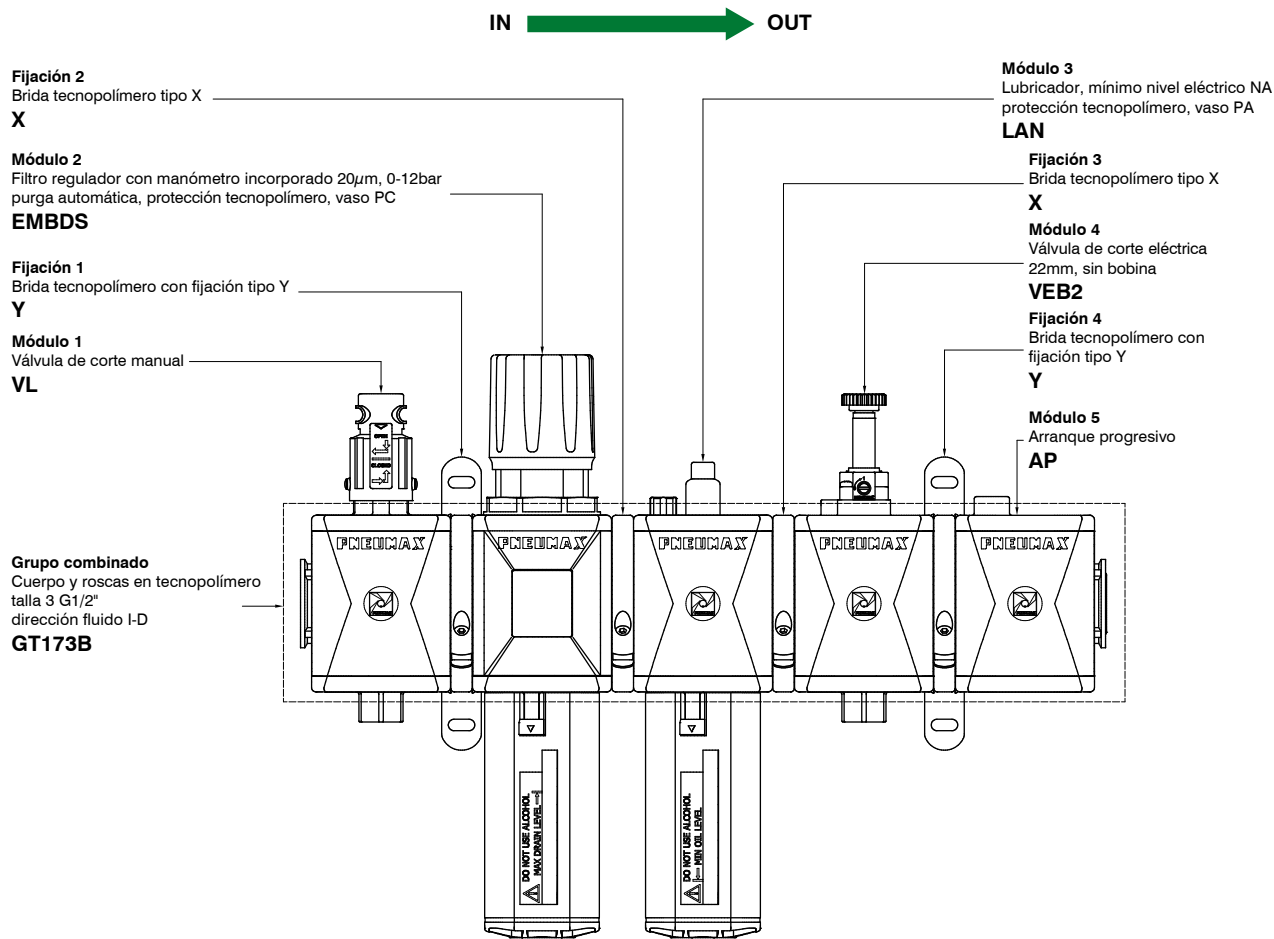 IN OUT
Fijación 2
Brida tecnopolímero tipo X
X
Módulo 2
Filtro regulador con manómetro incorporado 20µm, 0-12bar
purga automática, protección tecnopolímero, vaso PC
EMBDS
Fijación 1
Brida tecnopolímero con fijación tipo Y
Y
Módulo 1
Válvula de corte manual
VL
Grupo combinado
Cuerpo y roscas en tecnopolímero
talla 3 G1/2"
dirección fluido I-D
GT173B
Módulo 3
Lubricador, mínimo nivel eléctrico NA
protección tecnopolímero, vaso PA
LAN
Fijación 3
Brida tecnopolímero tipo X
X
Módulo 4
Válvula de corte eléctrica
22mm, sin bobina
VEB2
Fijación 4
Brida tecnopolímero con
fijación tipo Y
Y
Módulo 5
Arranque progresivo
AP
OPEN
CLOSED
PNEUMAX PNEUMAX PNEUMAX PNEUMAX PNEUMAX
DO NOT USE ALCOHOL
MAX DRAIN LEVEL
DO NOT USE ALCOHOL
MIN OIL LEVEL